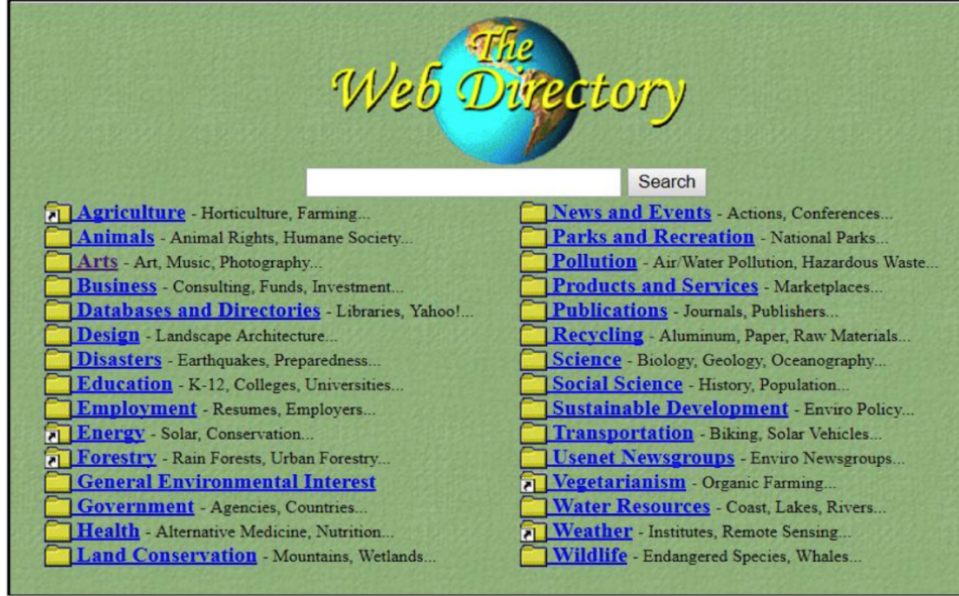 The
Web Directory
Search
Agriculture - Horticulture, Farming...
Animals - Animal Rights, Humane Society...
Arts - Art, Music, Photography...
Business - Consulting, Funds, Investment...
Databases and Directories - Libraries, Yahoo!...
Design - Landscape Architecture...
Disasters - Earthquakes, Preparedness...
Education - K-12, Colleges, Universities...
Employment - Resumes, Employers...
Energy - Solar, Conservation...
Forestry - Rain Forests, Urban Forestry...
General Environmental Interest
Government - Agencies, Countries...
Health - Alternative Medicine, Nutrition...
Land Conservation - Mountains, Wetlands...
News and Events - Actions, Conferences...
Parks and Recreation - National Parks...
Pollution - Air/Water Pollution, Hazardous Waste...
Products and Services - Marketplaces...
Publications - Journals, Publishers...
Recycling - Aluminum, Paper, Raw Materials...
Science - Biology, Geology, Oceanography...
Social Science - History, Population...
Sustainable Development - Enviro Policy...
Transportation - Biking, Solar Vehicles...
Usenet Newsgroups - Enviro Newsgroups...
Vegetarianism - Organic Farming...
Water Resources - Coast, Lakes, Rivers...
Weather - Institutes, Remote Sensing...
Wildlife - Endangered Species, Whales...